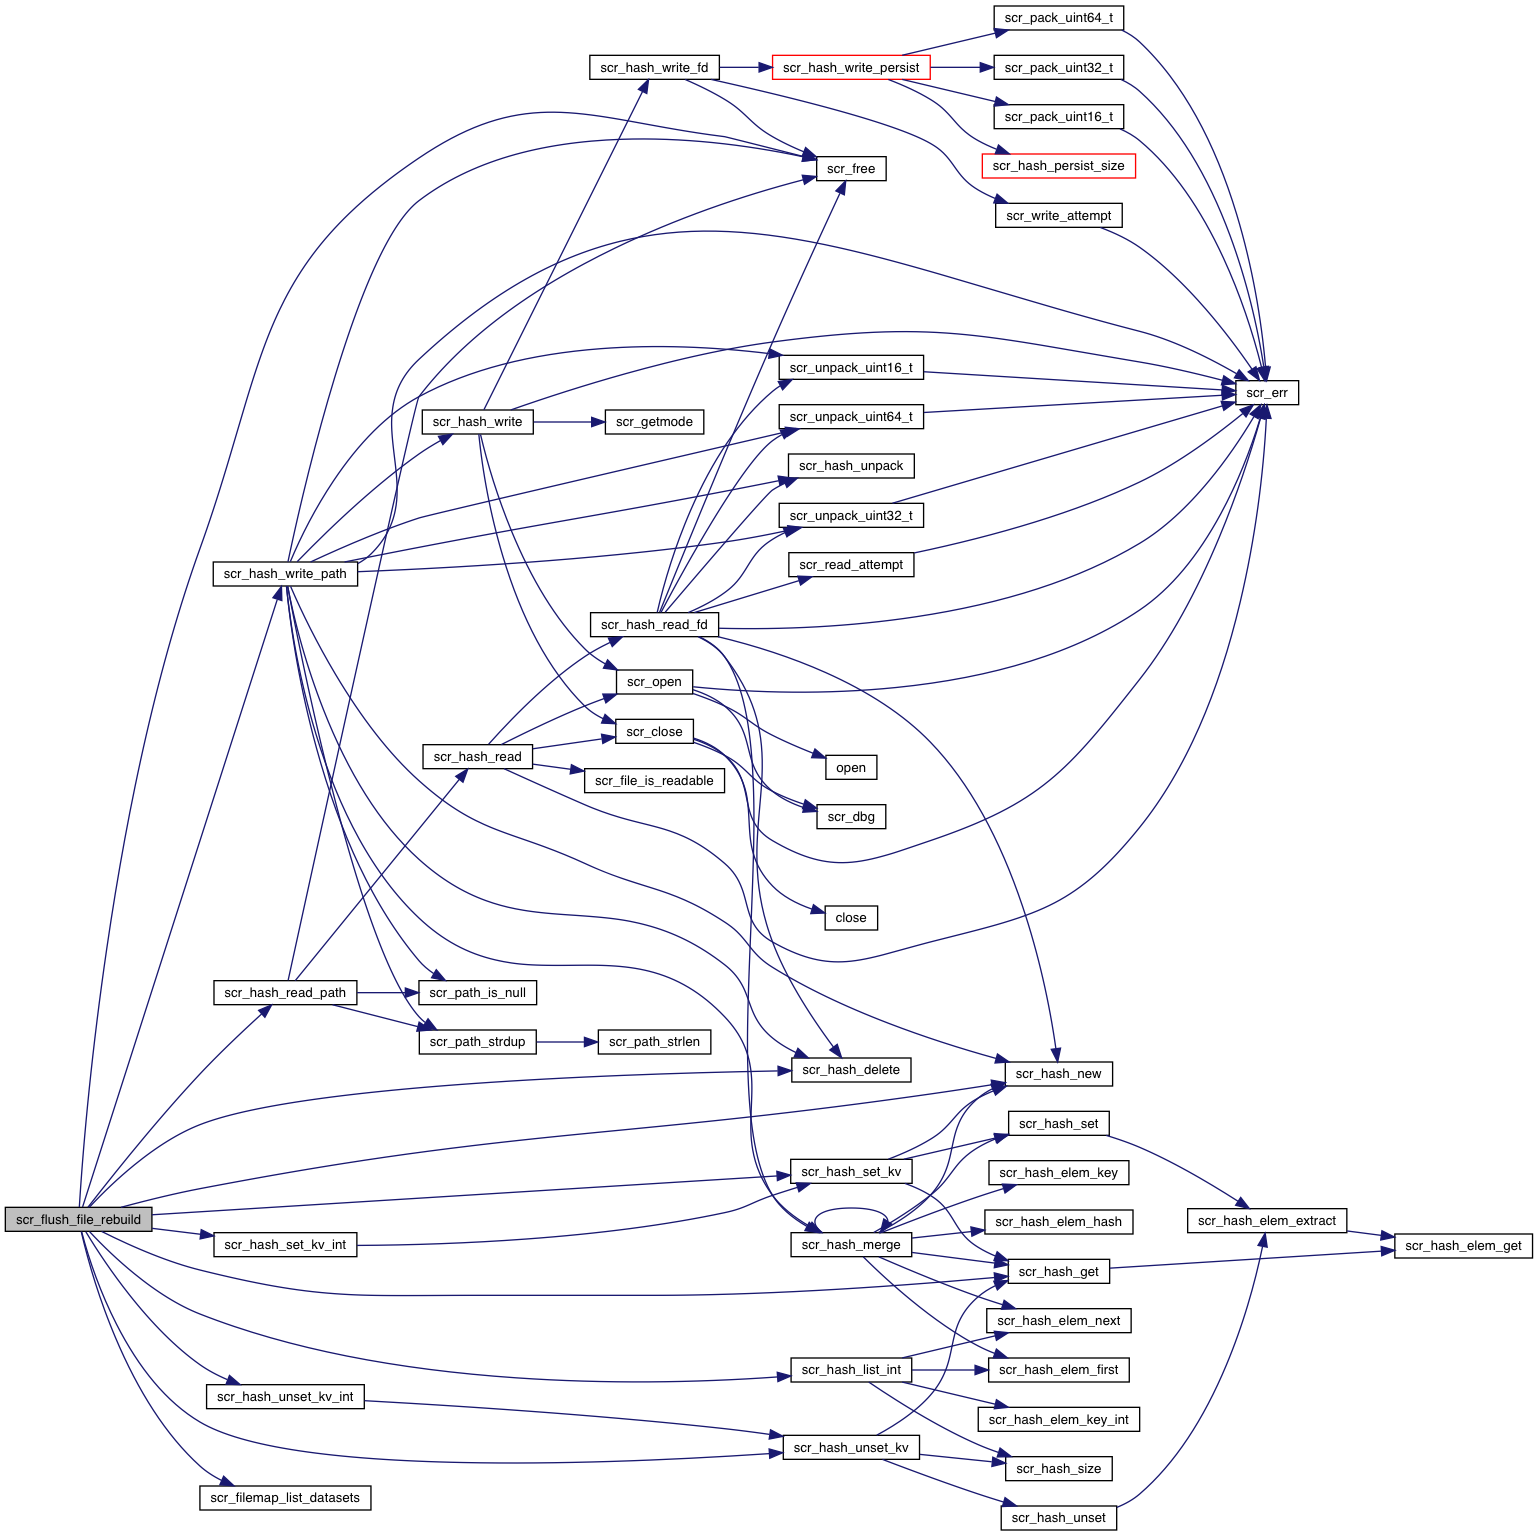 scr_pack_uint64_t
scr_hash_write_fd
scr_hash_write_persist
scr_pack_uint32_t
scr_pack_uint16_t
scr_free
scr_hash_persist_size
scr_write_attempt
scr_unpack_uint16_t
scr_err
scr_hash_write
scr_getmode
scr_unpack_uint64_t
scr_hash_unpack
scr_unpack_uint32_t
scr_hash_write_path
scr_read_attempt
scr_hash_read_fd
scr_open
scr_close
scr_hash_read
open
scr_file_is_readable
scr_dbg
close
scr_hash_read_path
scr_path_is_null
scr_path_strdup
scr_path_strlen
scr_hash_delete
scr_hash_new
scr_hash_set
scr_hash_set_kv
scr_hash_elem_key
scr_flush_file_rebuild
scr_hash_elem_hash
scr_hash_elem_extract
scr_hash_set_kv_int
scr_hash_merge
scr_hash_elem_get
scr_hash_get
scr_hash_elem_next
scr_hash_list_int
scr_hash_elem_first
scr_hash_unset_kv_int
scr_hash_elem_key_int
scr_hash_unset_kv
scr_hash_size
scr_filemap_list_datasets
scr_hash_unset